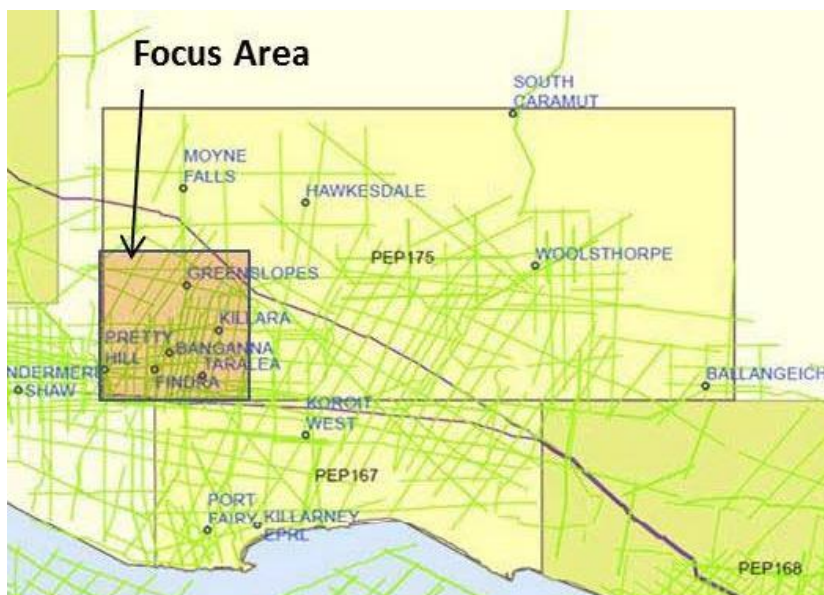 Focus Area
SOUTH
CARAMUT
MOYNE
FALLS
HAWKESDALE
PEP175
WOOLSTHORPE
GREENSLOPES
KILLARA
PRETTY
HILL
BANGANNA
TARALEA
FINDRA
NDERMERE
SHAW
BALLANGEICH
KOROIT
WEST
PEP167
PORT
FAIRY
KILLARNEY
EPRL
PEP168